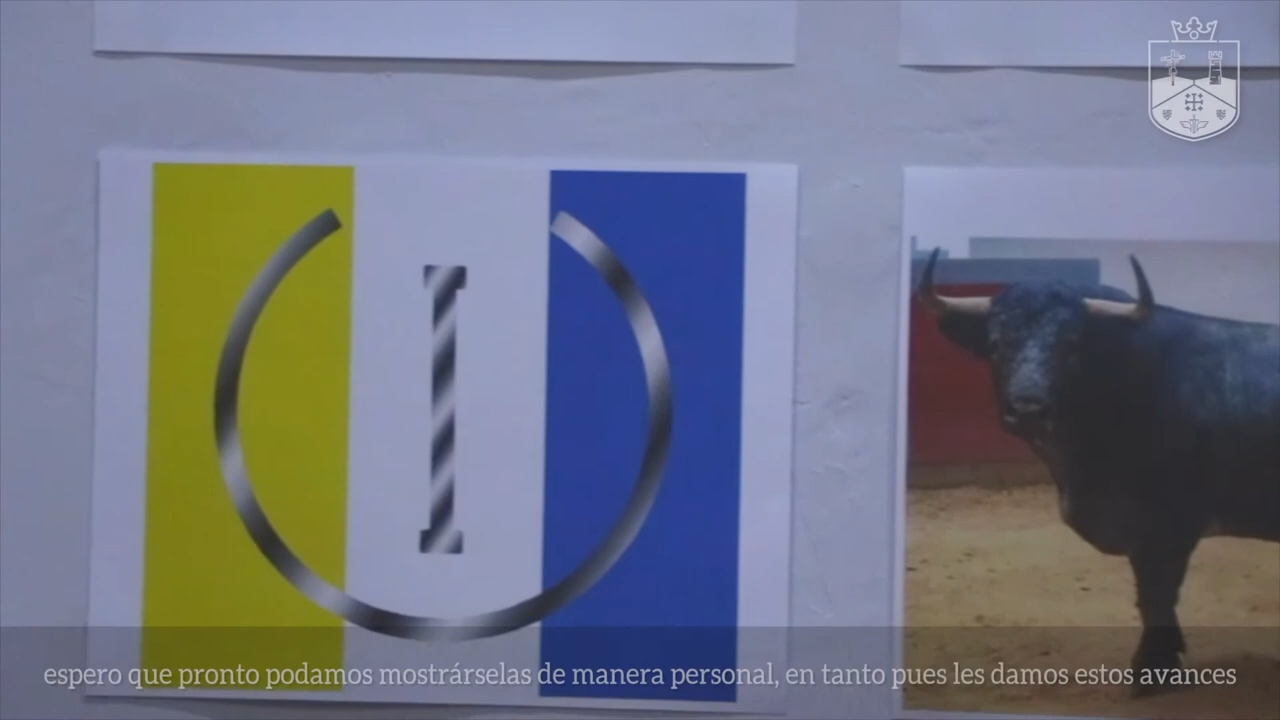 I
espero que pronto podamos mostrárselas de manera personal, en tanto pues les damos estos avances